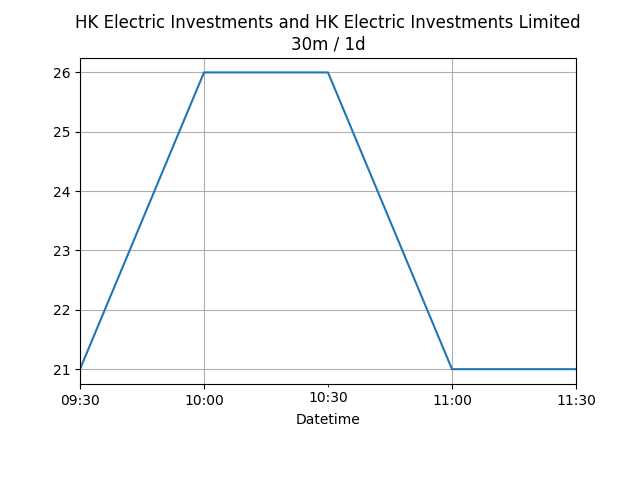 HK Electric Investments and HK Electric Investments Limited
30m / 1d
26
25
24
23
22
21
09:30 10:00 10:30 11:00 11:30
Datetime